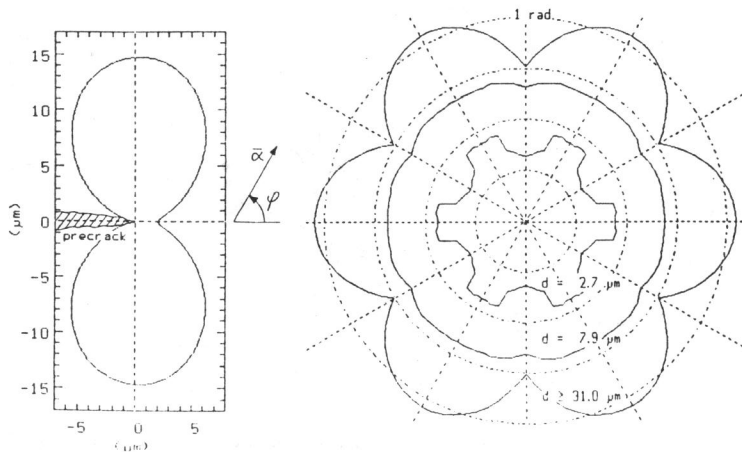 1 rad.
15
10
5
0
-5
-10
-15
(μm)
precrack
-5 0 5
(μm)
ᾱ
φ
d = 2.7 μm
d = 7.9 μm
d ≥ 31.0 μm